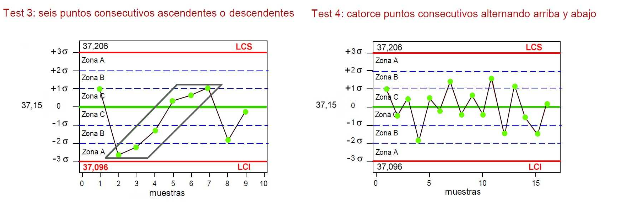 Test 3: seis puntos consecutivos ascendentes o descendentes
37,206 LCS
+3σ
Zona A
+2σ
Zona B
+1σ
Zona C
37,15 0
Zona C
-1σ
Zona B
-2σ
Zona A
-3σ
37,096 LCI
0 1 2 3 4 5 6 7 8 9 10
muestras
Test 4: catorce puntos consecutivos alternando arriba y abajo
37,206 LCS
+3σ
Zona A
+2σ
Zona B
+1σ
Zona C
37,15 0
Zona C
-1σ
Zona B
-2σ
Zona A
-3σ
37,096 LCI
0 5 10 15
muestras